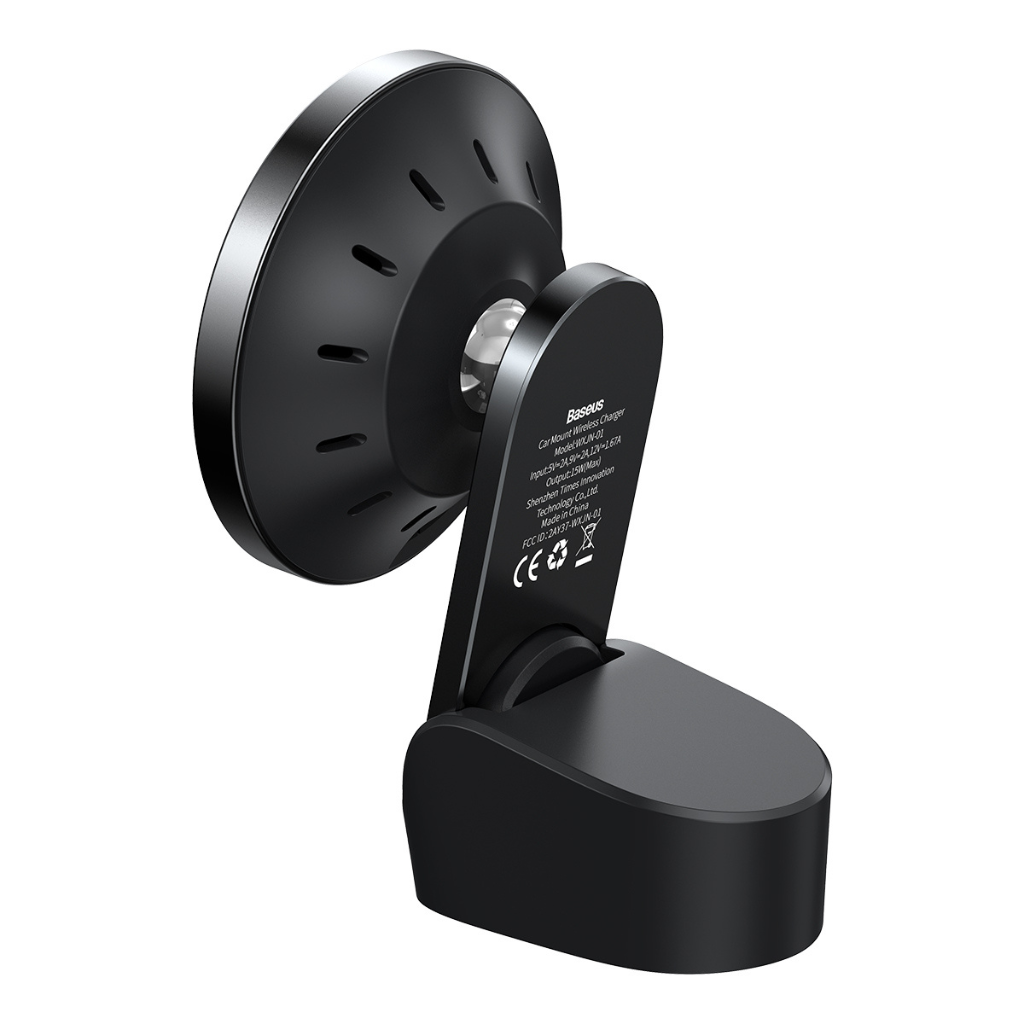 Baseus
Car Mount Wireless Charger
Model:WXJN-01
Input:5V=2A,9V=2A,12V=1.67A
Output:15W(Max)
Shenzhen Times Innovation
Technology Co.,Ltd.
Made in China
FCC ID: 2AY37-WXJN-01
CE